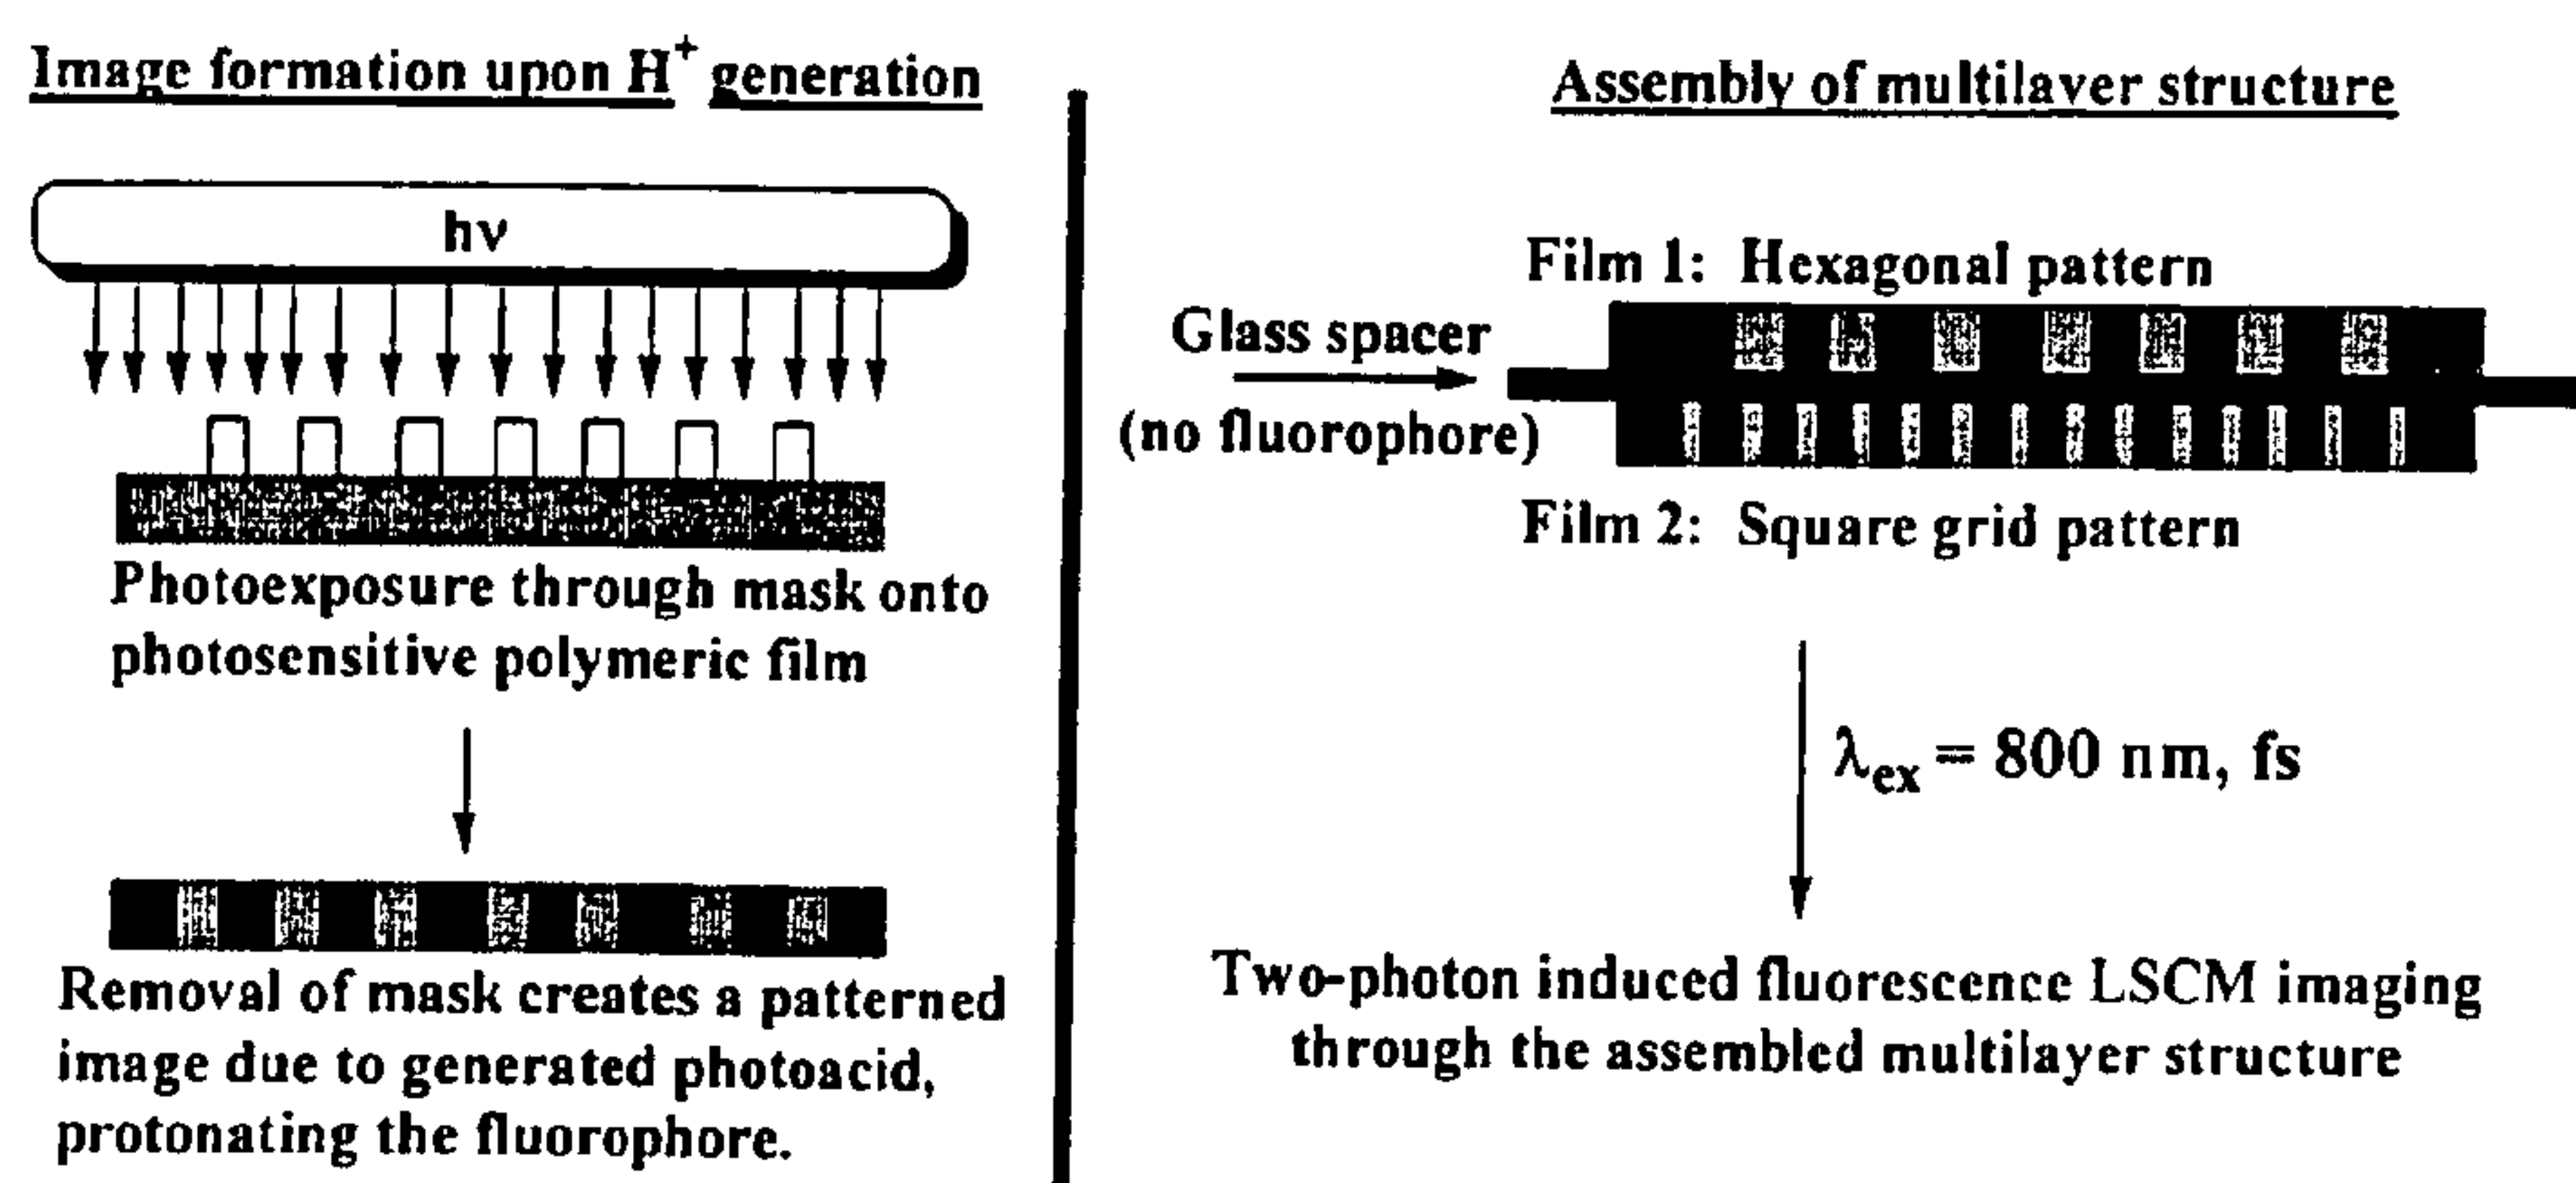 Image formation upon H⁺ generation
hν
Photoexposure through mask onto
photosensitive polymeric film
Removal of mask creates a patterned
image due to generated photoacid,
protonating the fluorophore.
Assembly of multilayer structure
Film 1: Hexagonal pattern
Glass spacer
(no fluorophore)
Film 2: Square grid pattern
λex = 800 nm, fs
Two-photon induced fluorescence LSCM imaging
through the assembled multilayer structure